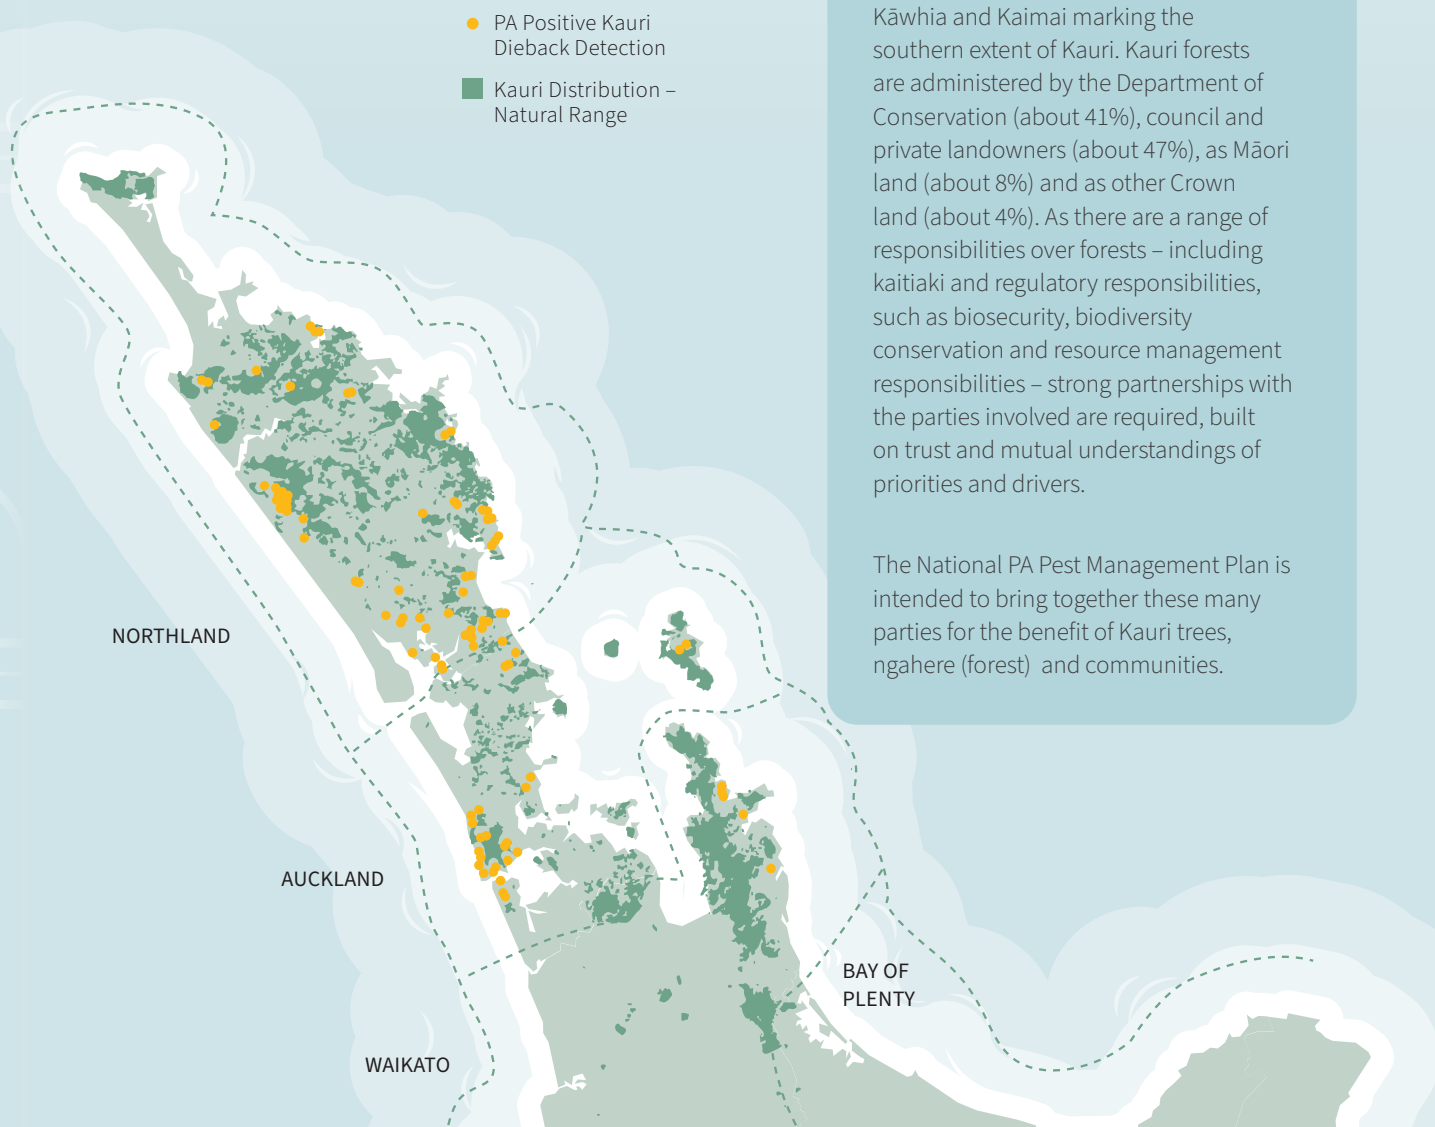 PA Positive Kauri
Dieback Detection
Kauri Distribution –
Natural Range
Kāwhia and Kaimai marking the
southern extent of Kauri. Kauri forests
are administered by the Department of
Conservation (about 41%), council and
private landowners (about 47%), as Māori
land (about 8%) and as other Crown
land (about 4%). As there are a range of
responsibilities over forests – including
kaitiaki and regulatory responsibilities,
such as biosecurity, biodiversity
conservation and resource management
responsibilities – strong partnerships with
the parties involved are required, built
on trust and mutual understandings of
priorities and drivers.
The National PA Pest Management Plan is
intended to bring together these many
parties for the benefit of Kauri trees,
ngahere (forest)  and communities.
NORTHLAND
AUCKLAND
BAY OF
PLENTY
WAIKATO